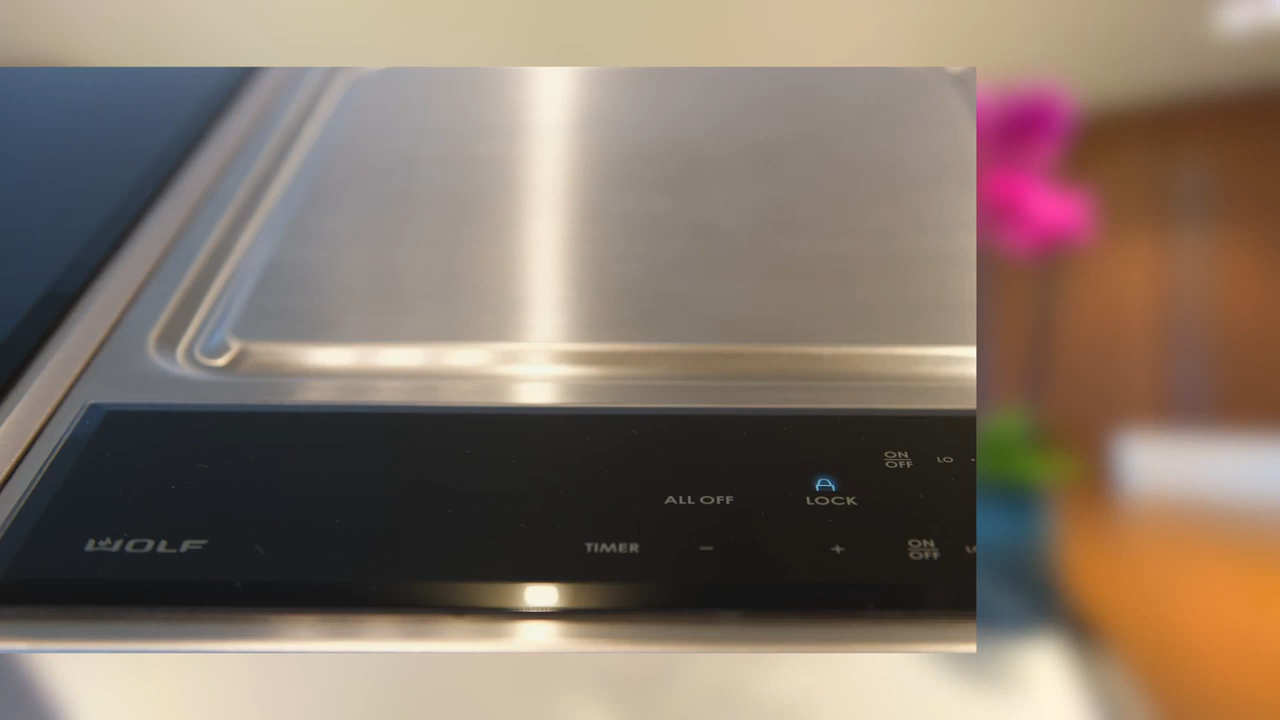 ON
OFF
LO
ALL OFF
LOCK
WOLF
TIMER
−
+
ON
OFF